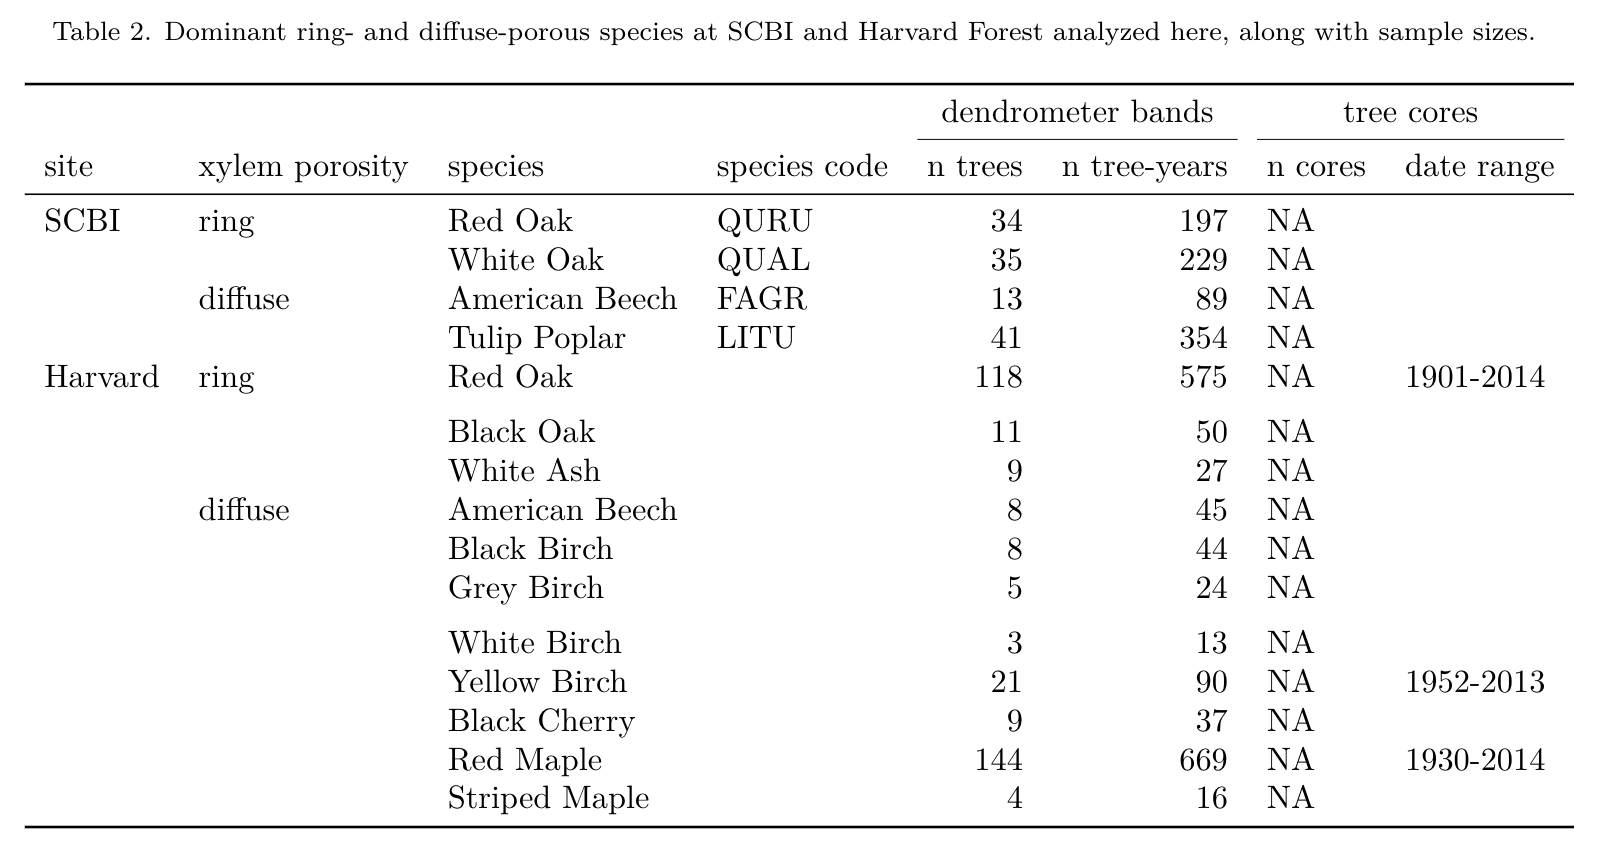 Table 2. Dominant ring- and diffuse-porous species at SCBI and Harvard Forest analyzed here, along with sample sizes.
dendrometer bands tree cores
site xylem porosity species species code n trees n tree-years n cores date range
SCBI ring Red Oak QURU 34 197 NA
White Oak QUAL 35 229 NA
diffuse American Beech FAGR 13 89 NA
Tulip Poplar LITU 41 354 NA
Harvard ring Red Oak 118 575 NA 1901-2014
Black Oak 11 50 NA
White Ash 9 27 NA
diffuse American Beech 8 45 NA
Black Birch 8 44 NA
Grey Birch 5 24 NA
White Birch 3 13 NA
Yellow Birch 21 90 NA 1952-2013
Black Cherry 9 37 NA
Red Maple 144 669 NA 1930-2014
Striped Maple 4 16 NA